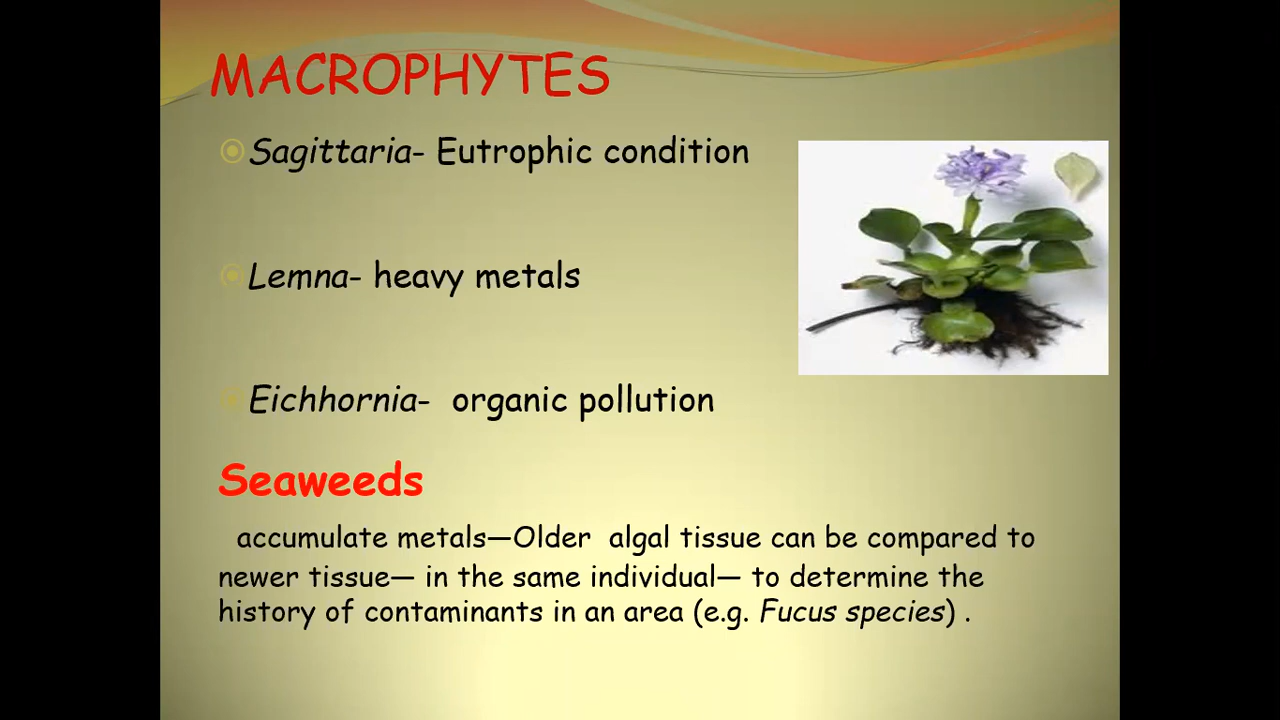 MACROPHYTES
Sagittaria- Eutrophic condition
Lemna- heavy metals
Eichhornia- organic pollution
Seaweeds
accumulate metals—Older algal tissue can be compared to
newer tissue— in the same individual— to determine the
history of contaminants in an area (e.g. Fucus species) .